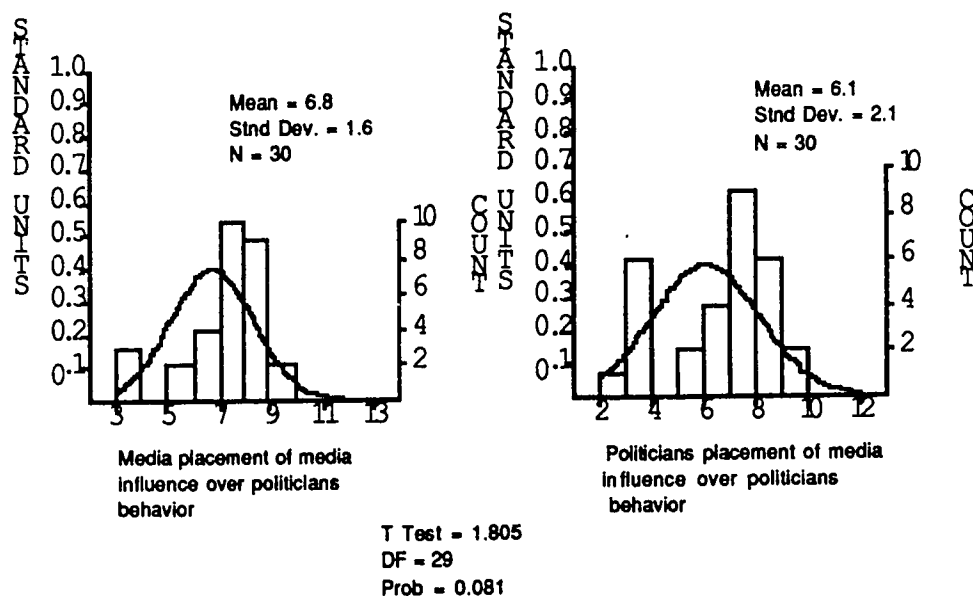 STANDARD UNITS
1.0
0.9
0.8
0.7
0.6
0.5
0.4
0.3
0.2
0.1
Mean = 6.8
Stnd Dev. = 1.6
N = 30
10
8
6
4
2
COUNT
3 5 7 9 11 13
Media placement of media
influence over politicians
behavior
STANDARD UNITS
1.0
0.9
0.8
0.7
0.6
0.5
0.4
0.3
0.2
0.1
Mean = 6.1
Stnd Dev. = 2.1
N = 30
10
8
6
4
2
COUNT
2 4 6 8 10 12
Politicians placement of media
influence over politicians
behavior
T Test = 1.805
DF = 29
Prob = 0.081